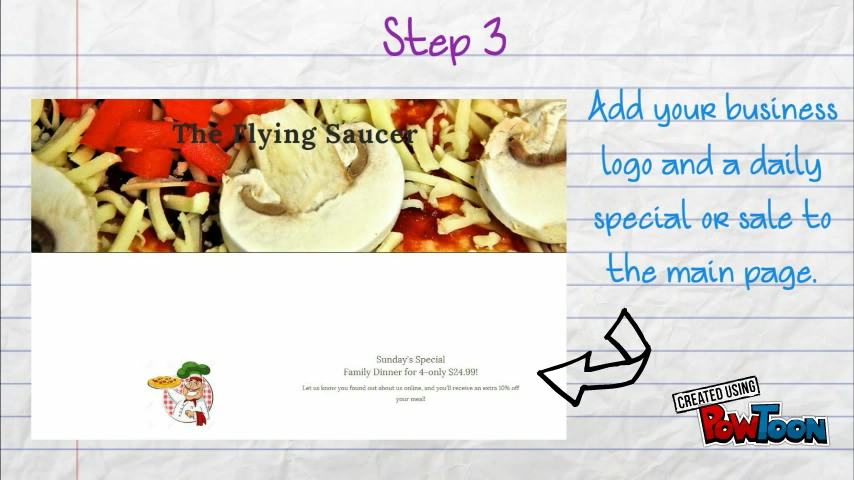 Step 3
The Flying Saucer
Add your business
logo and a daily
special or sale to
the main page.
Sunday's Special
Family Dinner for 4-only $24.99!
Let us know you found out about us online, and you'll receive an extra 10% off
your meal!
CREATED USING
POWTOON